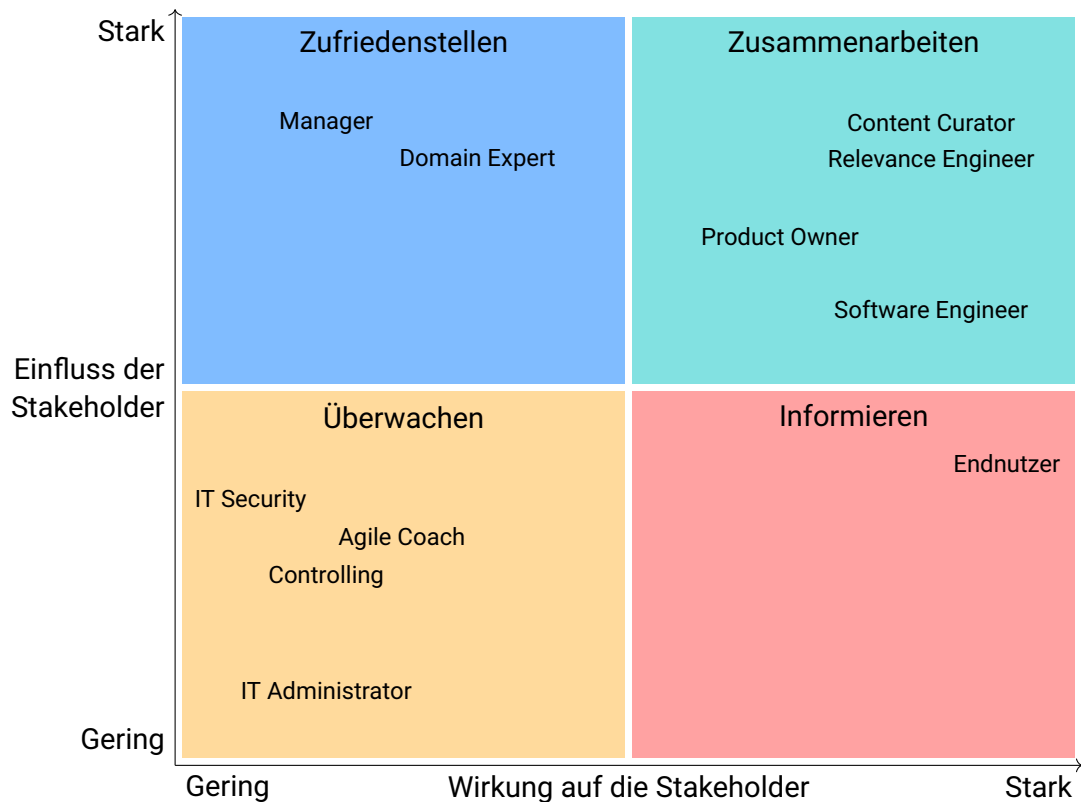 Stark
Zufriedenstellen
Zusammenarbeiten
Manager
Content Curator
Domain Expert
Relevance Engineer
Product Owner
Software Engineer
Einfluss der
Stakeholder
Überwachen
Informieren
Endnutzer
IT Security
Agile Coach
Controlling
IT Administrator
Gering
Gering
Wirkung auf die Stakeholder
Stark